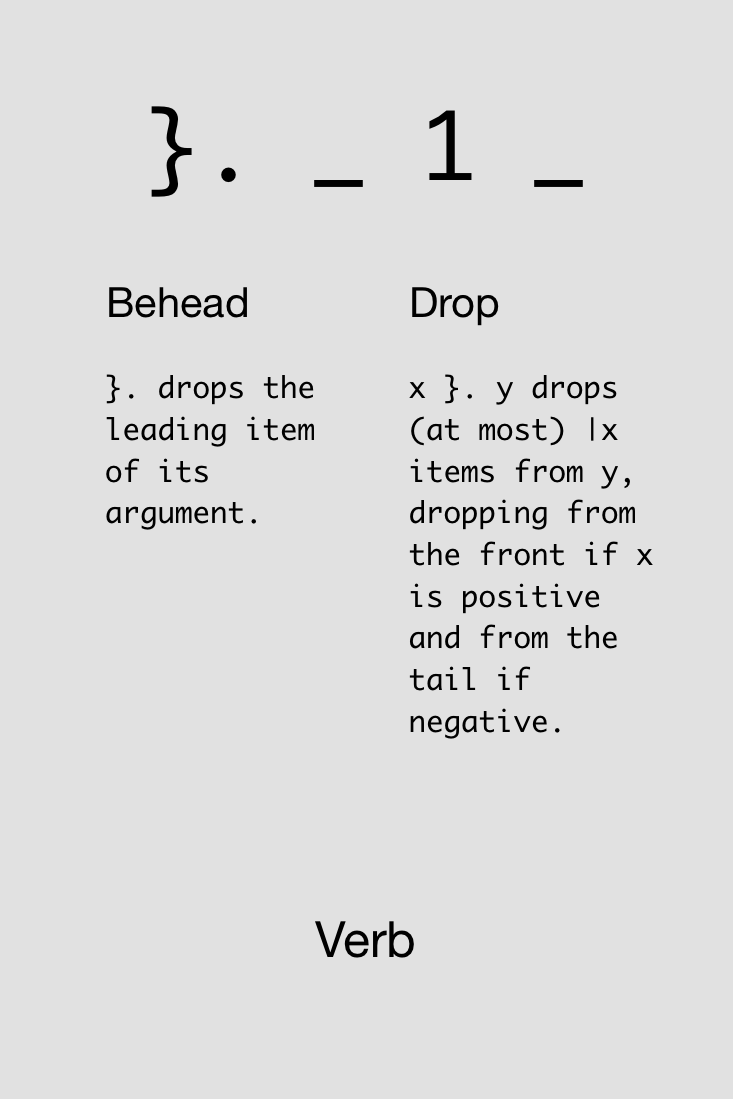 }. _ 1 _
Behead
}. drops the
leading item
of its
argument.
Drop
x }. y drops
(at most) |x
items from y,
dropping from
the front if x
is positive
and from the
tail if
negative.
Verb